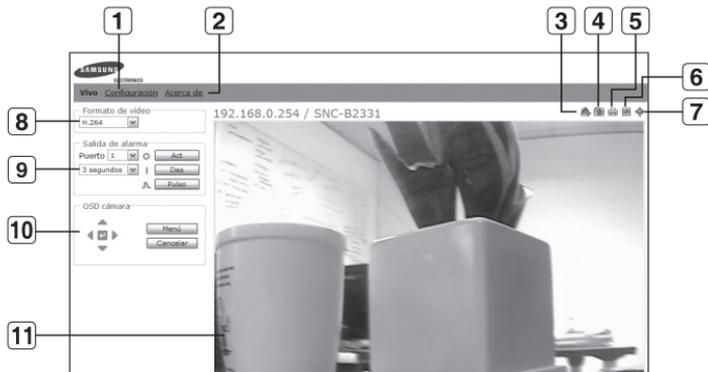 1
2
3
4
5
6
7
8
9
10
11
SAMSUNG
ELECTRONICS
Vivo Configuración Acerca de
Formato de vídeo
H.264
192.168.0.254 / SNC-B2331
Salida de alarma
Puerto 1 Act
3 segundos Des
Pulso
OSD cámara
Menú
Cancelar